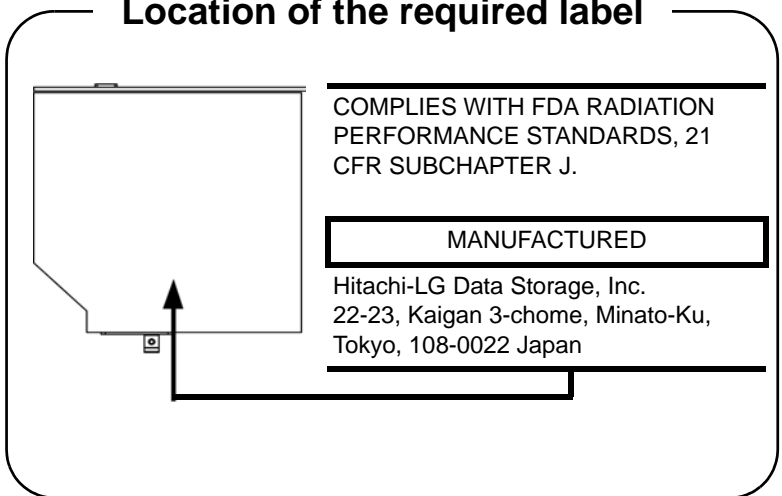 Location of the required label
COMPLIES WITH FDA RADIATION
PERFORMANCE STANDARDS, 21
CFR SUBCHAPTER J.
MANUFACTURED
Hitachi-LG Data Storage, Inc.
22-23, Kaigan 3-chome, Minato-Ku,
Tokyo, 108-0022 Japan